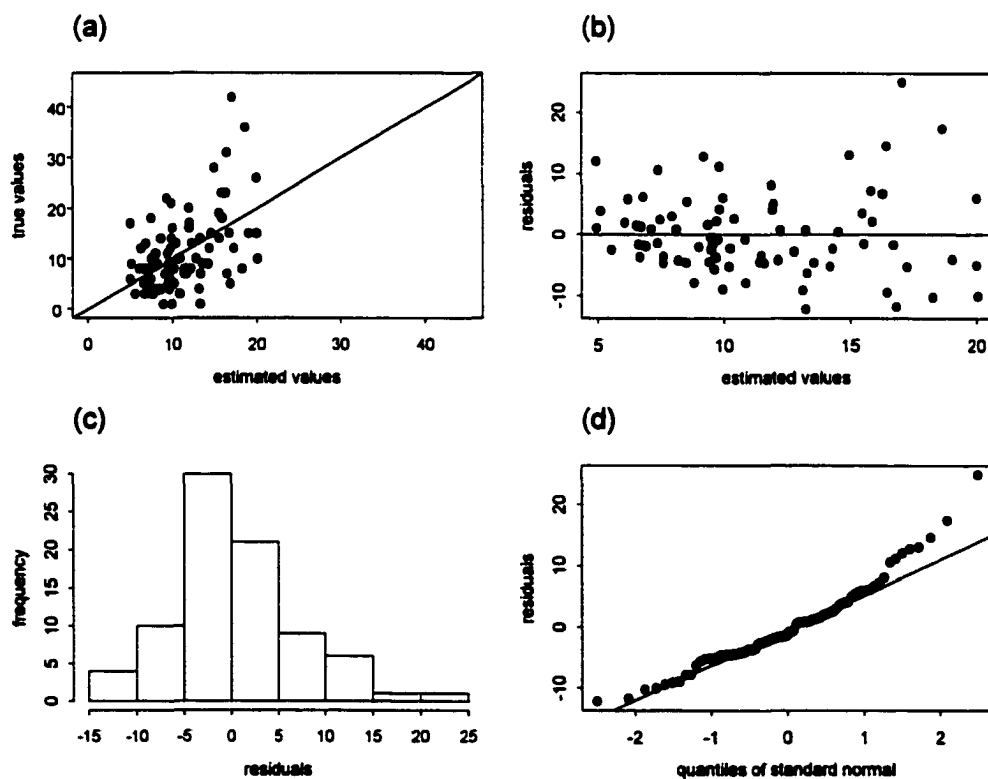 (a)
40
30
20
10
0
true values
0 10 20 30 40
estimated values
(b)
20
10
0
-10
residuals
5 10 15 20
estimated values
(c)
30
20
10
5
0
frequency
-15 -10 -5 0 5 10 15 20 25
residuals
(d)
20
10
0
-10
residuals
-2 -1 0 1 2
quantiles of standard normal